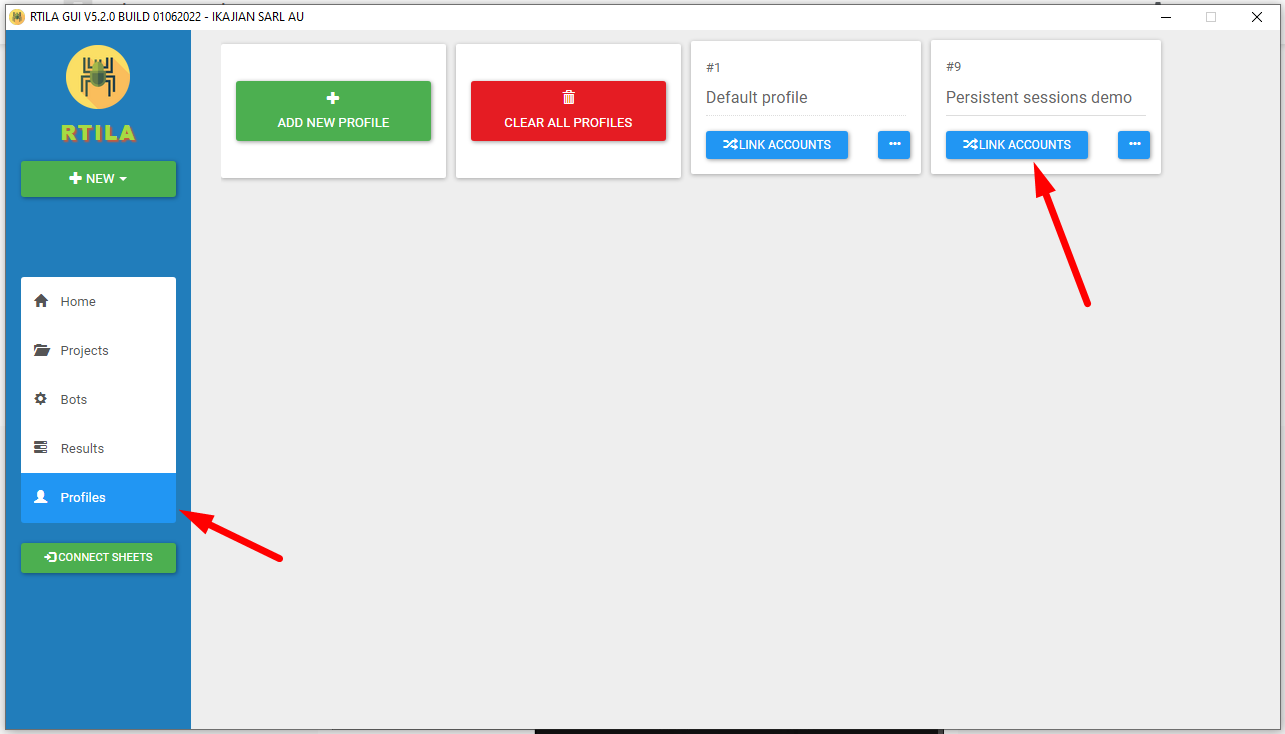 RTILA GUI V5.2.0 BUILD 01062022 - IKAJIAN SARL AU
RTILA
NEW
Home
Projects
Bots
Results
Profiles
CONNECT SHEETS
ADD NEW PROFILE
CLEAR ALL PROFILES
#1
Default profile
LINK ACCOUNTS
#9
Persistent sessions demo
LINK ACCOUNTS